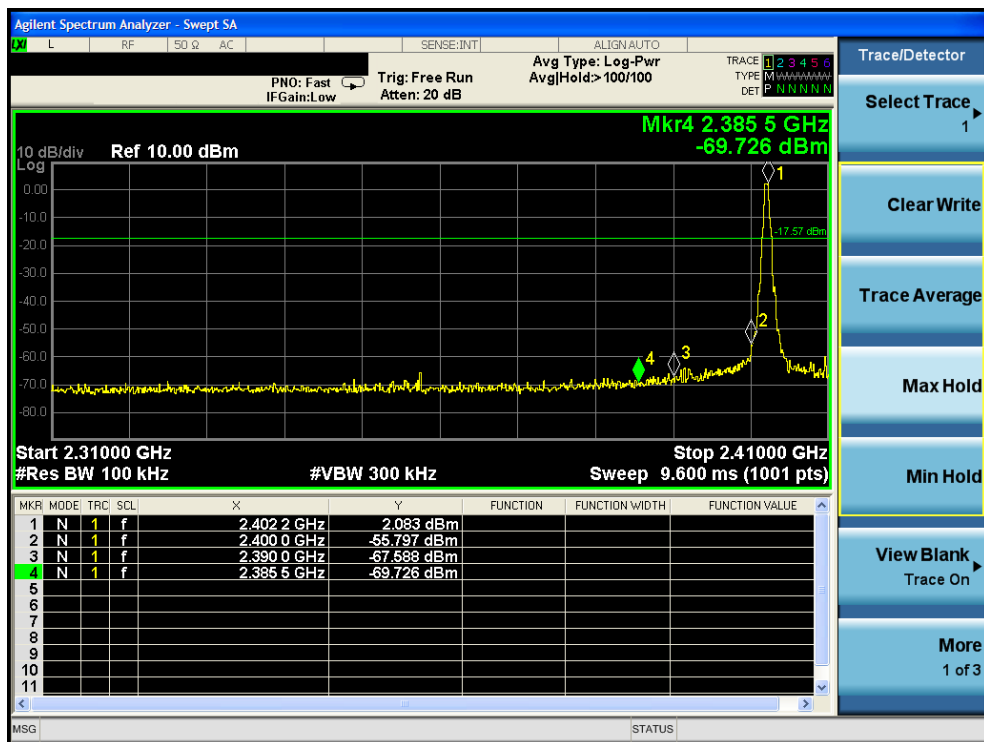 Agilent Spectrum Analyzer - Swept SA
LXI L RF 50 Ω AC SENSE:INT ALIGN AUTO
PNO: Fast
IFGain:Low
Trig: Free Run
Atten: 20 dB
Avg Type: Log-Pwr
Avg|Hold:>100/100
TRACE 1 2 3 4 5 6
TYPE M WWWWW
DET P N N N N N
Mkr4 2.385 5 GHz
-69.726 dBm
10 dB/div Ref 10.00 dBm
Log
0.00
-10.0
-20.0
-30.0
-40.0
-50.0
-60.0
-70.0
-80.0
1
-17.57 dBm
2
3
4
Start 2.31000 GHz Stop 2.41000 GHz
#Res BW 100 kHz #VBW 300 kHz Sweep 9.600 ms (1001 pts)
MKR MODE TRC SCL X Y FUNCTION FUNCTION WIDTH FUNCTION VALUE
1 N 1 f 2.402 2 GHz 2.083 dBm
2 N 1 f 2.400 0 GHz -55.797 dBm
3 N 1 f 2.390 0 GHz -67.588 dBm
4 N 1 f 2.385 5 GHz -69.726 dBm
5
6
7
8
9
10
11
MSG STATUS
Trace/Detector
Select Trace
1
Clear Write
Trace Average
Max Hold
Min Hold
View Blank
Trace On
More
1 of 3